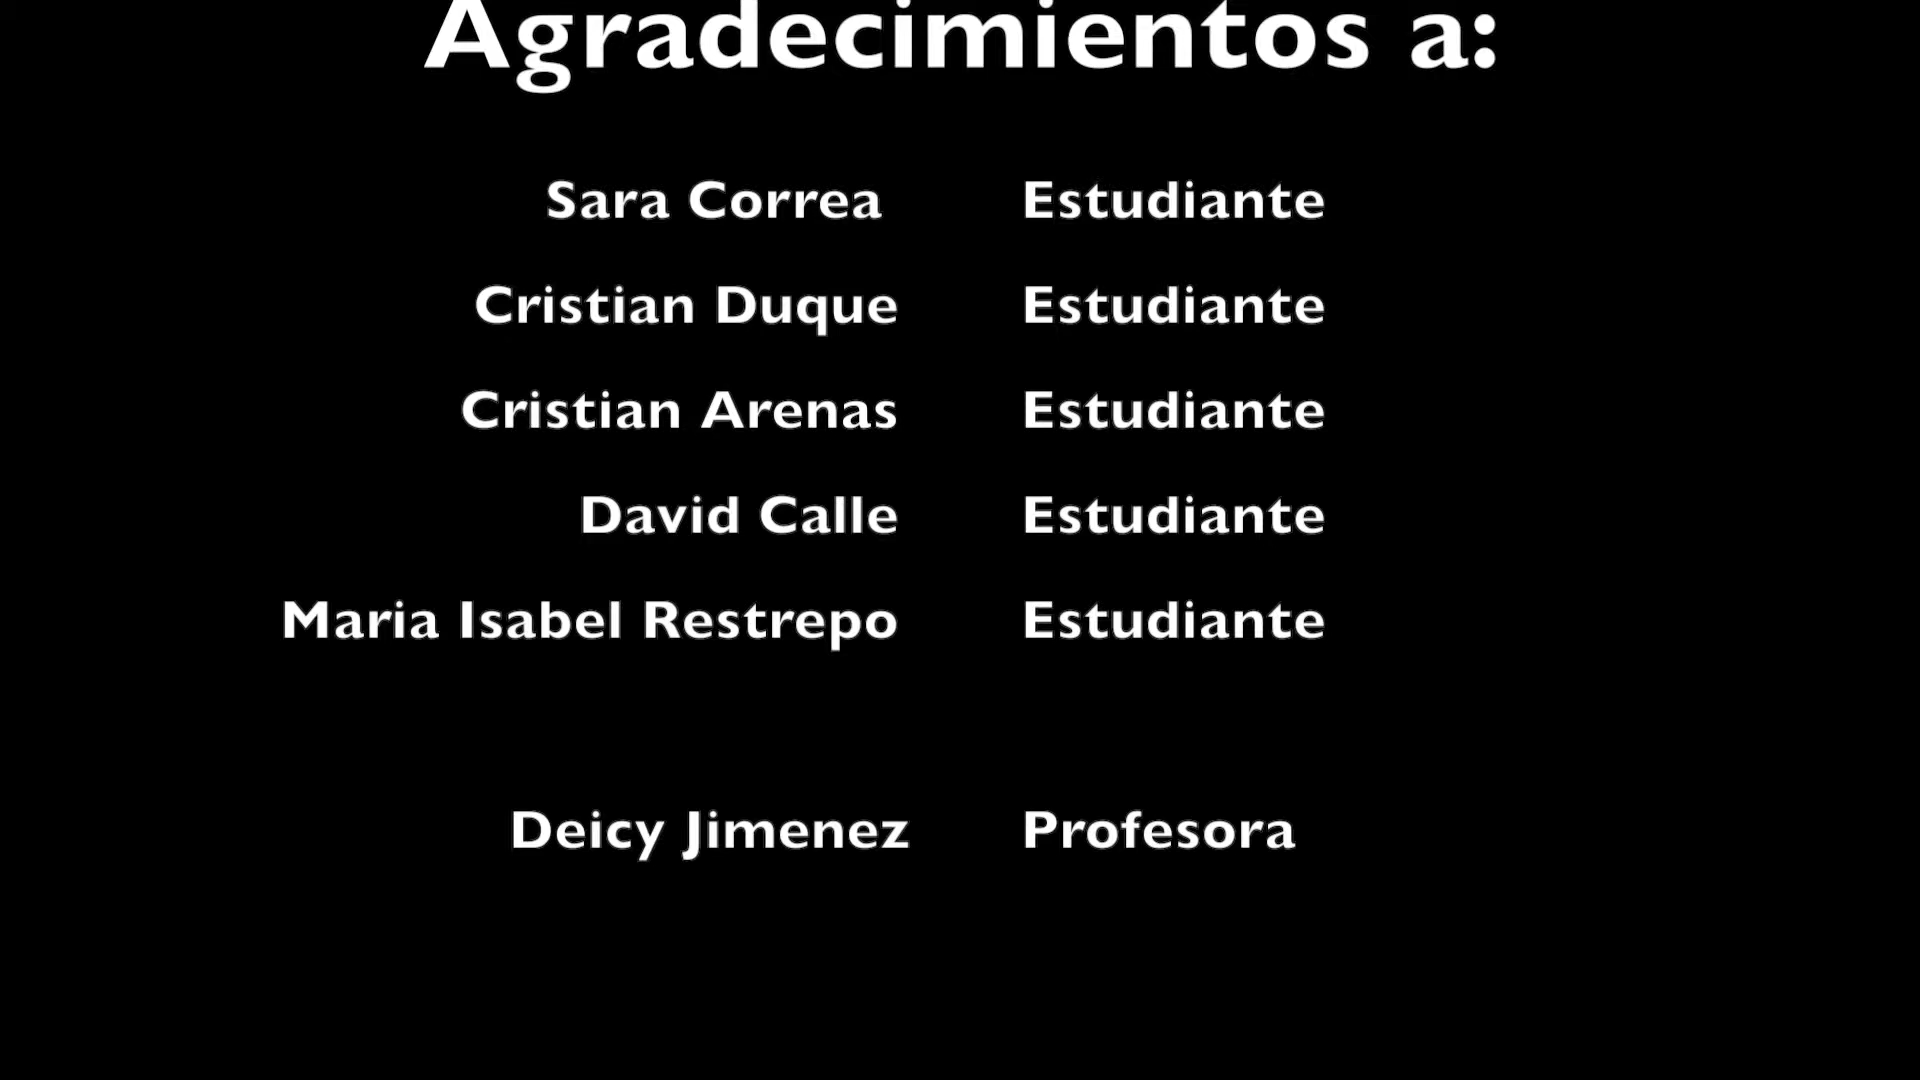 Agradecimientos a:
Sara Correa Estudiante
Cristian Duque Estudiante
Cristian Arenas Estudiante
David Calle Estudiante
Maria Isabel Restrepo Estudiante
Deicy Jimenez Profesora